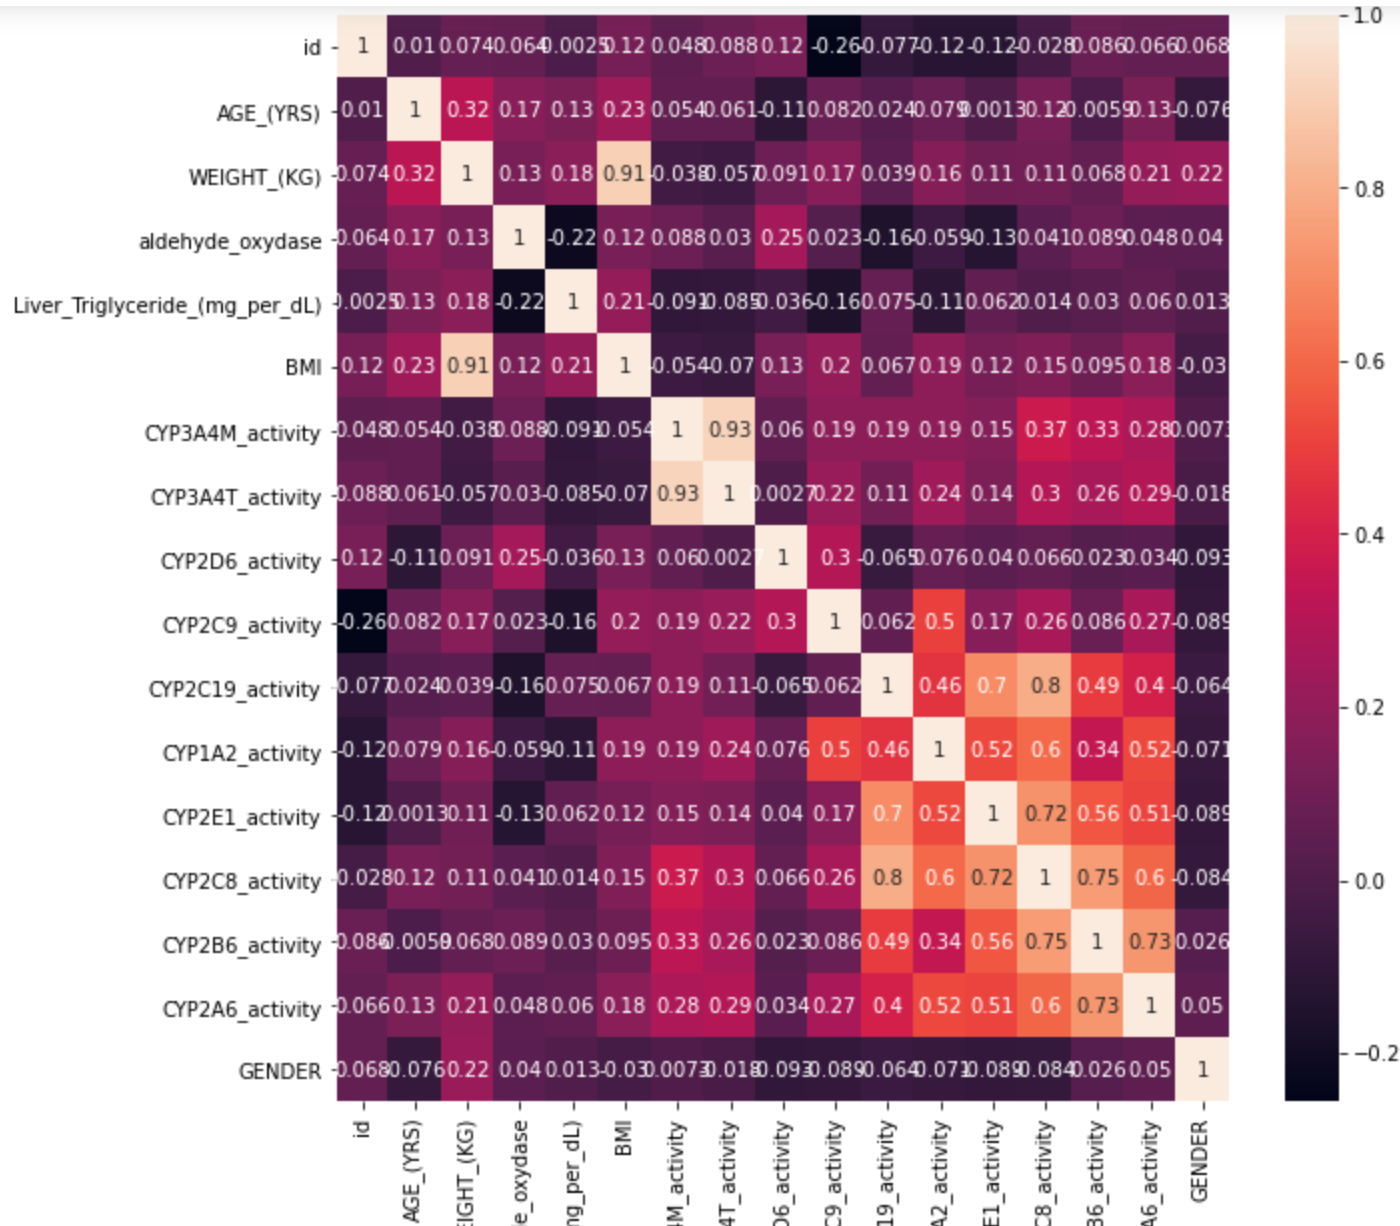 id 1 0.01 0.074 0.064 0.0025 0.12 0.048 0.088 0.12 -0.26 -0.077 -0.12 -0.12 -0.028 0.086 0.066 0.068
AGE_(YRS) 0.01 1 0.32 0.17 0.13 0.23 0.054 0.061 -0.11 0.082 0.024 0.079 0.0013 0.12 -0.0059 0.13 -0.076
WEIGHT_(KG) 0.074 0.32 1 0.13 0.18 0.91 -0.038 -0.057 0.091 0.17 0.039 0.16 0.11 0.11 0.068 0.21 0.22
aldehyde_oxydase 0.064 0.17 0.13 1 -0.22 0.12 0.088 0.03 0.25 0.023 -0.16 -0.059 -0.13 0.041 0.089 0.048 0.04
Liver_Triglyceride_(mg_per_dL) 0.0025 0.13 0.18 -0.22 1 0.21 -0.091 -0.085 -0.036 -0.16 0.075 -0.11 0.062 0.014 0.03 0.06 0.013
BMI 0.12 0.23 0.91 0.12 0.21 1 -0.054 -0.07 0.13 0.2 0.067 0.19 0.12 0.15 0.095 0.18 -0.03
CYP3A4M_activity 0.048 0.054 -0.038 0.088 -0.091 -0.054 1 0.93 0.06 0.19 0.19 0.19 0.15 0.37 0.33 0.28 0.0073
CYP3A4T_activity 0.088 0.061 -0.057 0.03 -0.085 -0.07 0.93 1 0.0027 0.22 0.11 0.24 0.14 0.3 0.26 0.29 -0.018
CYP2D6_activity 0.12 -0.11 0.091 0.25 -0.036 0.13 0.06 0.0027 1 0.3 -0.065 0.076 0.04 0.066 0.023 0.034 -0.093
CYP2C9_activity -0.26 0.082 0.17 0.023 -0.16 0.2 0.19 0.22 0.3 1 0.062 0.5 0.17 0.26 0.086 0.27 -0.089
CYP2C19_activity -0.077 0.024 0.039 -0.16 0.075 0.067 0.19 0.11 -0.065 0.062 1 0.46 0.7 0.8 0.49 0.4 -0.064
CYP1A2_activity -0.12 0.079 0.16 -0.059 -0.11 0.19 0.19 0.24 0.076 0.5 0.46 1 0.52 0.6 0.34 0.52 -0.071
CYP2E1_activity -0.12 0.0013 0.11 -0.13 0.062 0.12 0.15 0.14 0.04 0.17 0.7 0.52 1 0.72 0.56 0.51 -0.089
CYP2C8_activity -0.028 0.12 0.11 0.041 0.014 0.15 0.37 0.3 0.066 0.26 0.8 0.6 0.72 1 0.75 0.6 -0.084
CYP2B6_activity 0.086 -0.0059 0.068 0.089 0.03 0.095 0.33 0.26 0.023 0.086 0.49 0.34 0.56 0.75 1 0.73 0.026
CYP2A6_activity 0.066 0.13 0.21 0.048 0.06 0.18 0.28 0.29 0.034 0.27 0.4 0.52 0.51 0.6 0.73 1 0.05
GENDER 0.068 -0.076 0.22 0.04 0.013 -0.03 0.0073 -0.018 -0.093 -0.089 -0.064 -0.071 -0.089 -0.084 0.026 0.05 1
id
AGE_(YRS)
EIGHT_(KG)
de_oxydase
mg_per_dL)
BMI
4M_activity
4T_activity
D6_activity
C9_activity
19_activity
A2_activity
E1_activity
C8_activity
B6_activity
A6_activity
GENDER
1.0
0.8
0.6
0.4
0.2
0.0
−0.2